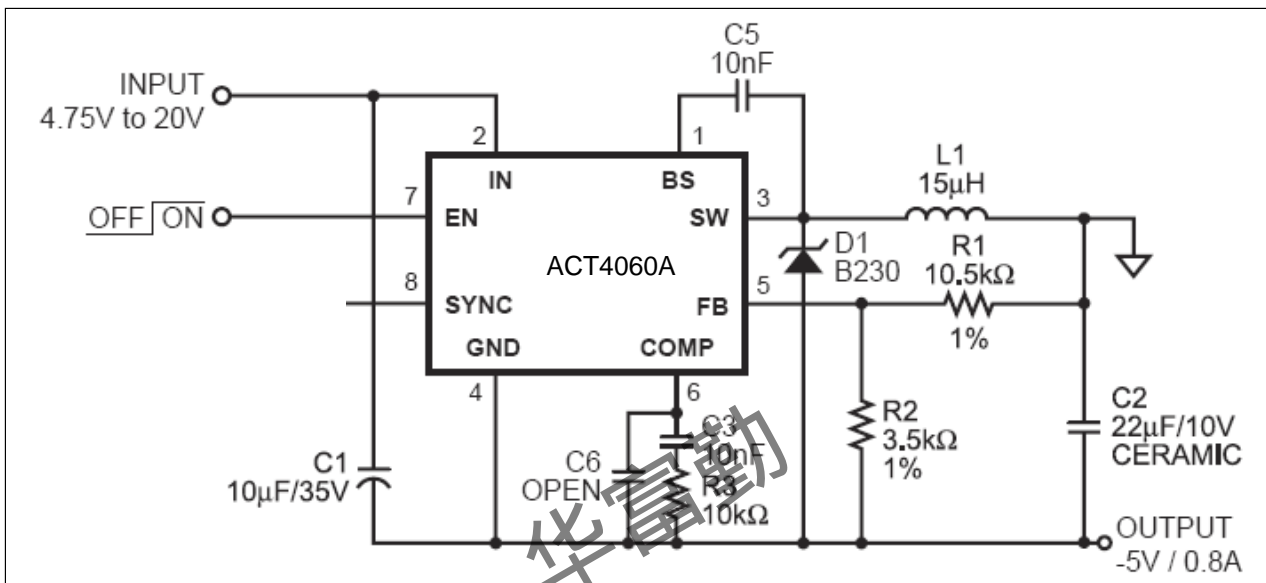 C5
10nF
INPUT
4.75V to 20V
2
1
IN
BS
L1
15μH
7
3
OFF ON
EN
SW
ACT4060A
D1
B230
R1
10.5kΩ
1%
8
5
SYNC
FB
GND
COMP
4
6
C3
10nF
R2
3.5kΩ
1%
C2
22μF/10V
CERAMIC
C1
10μF/35V
C6
OPEN
R3
10kΩ
华富勤
OUTPUT
-5V / 0.8A